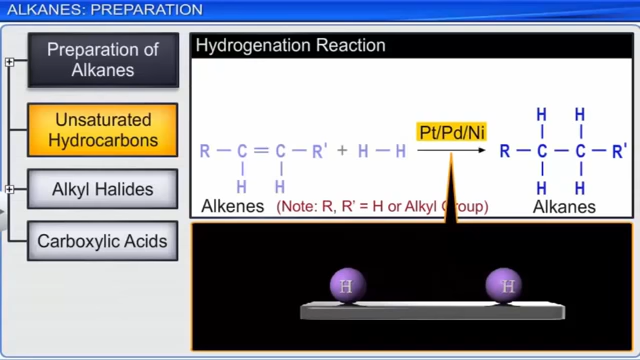 ALKANES: PREPARATION
Preparation of
Alkanes
Unsaturated
Hydrocarbons
Alkyl Halides
Carboxylic Acids
Hydrogenation Reaction
Pt/Pd/Ni
H H
R — C = C — R' + H — H → R — C — C — R'
H H H H
Alkenes (Note: R, R' = H or Alkyl Group) Alkanes
H H